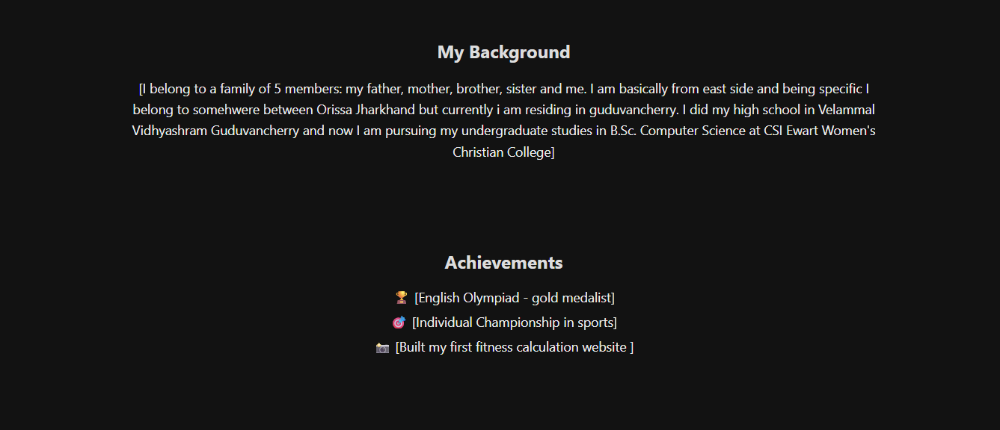 My Background
[I belong to a family of 5 members: my father, mother, brother, sister and me. I am basically from east side and being specific I
belong to somehwere between Orissa Jharkhand but currently i am residing in guduvancherry. I did my high school in Velammal
Vidhyashram Guduvancherry and now I am pursuing my undergraduate studies in B.Sc. Computer Science at CSI Ewart Women's
Christian College]
Achievements
🏆 [English Olympiad - gold medalist]
🎯 [Individual Championship in sports]
📸 [Built my first fitness calculation website ]